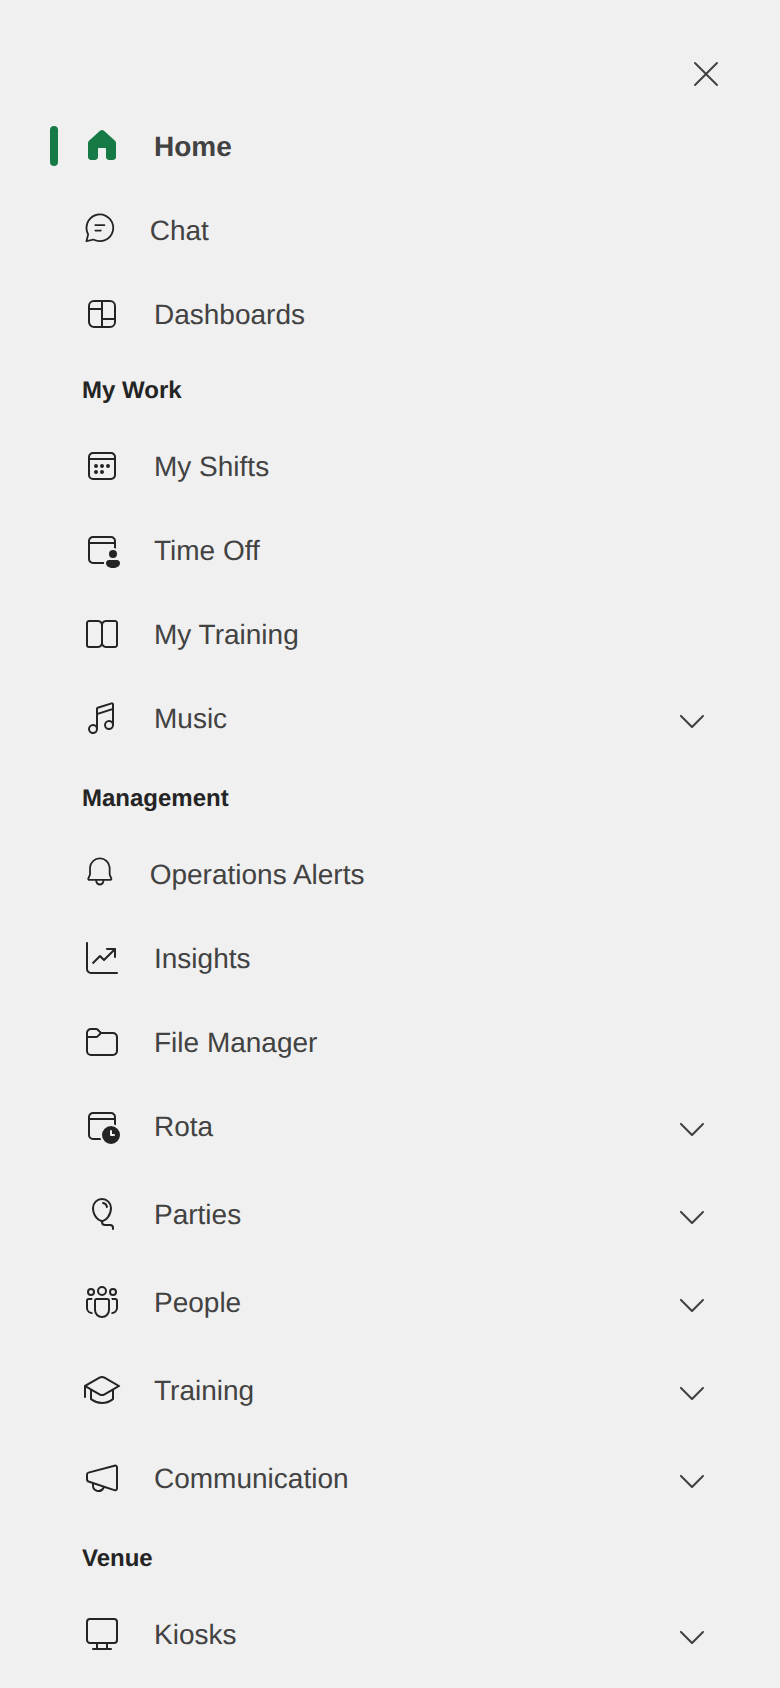 Home
Chat
Dashboards
My Work
My Shifts
Time Off
My Training
Music
Management
Operations Alerts
Insights
File Manager
Rota
Parties
People
Training
Communication
Venue
Kiosks